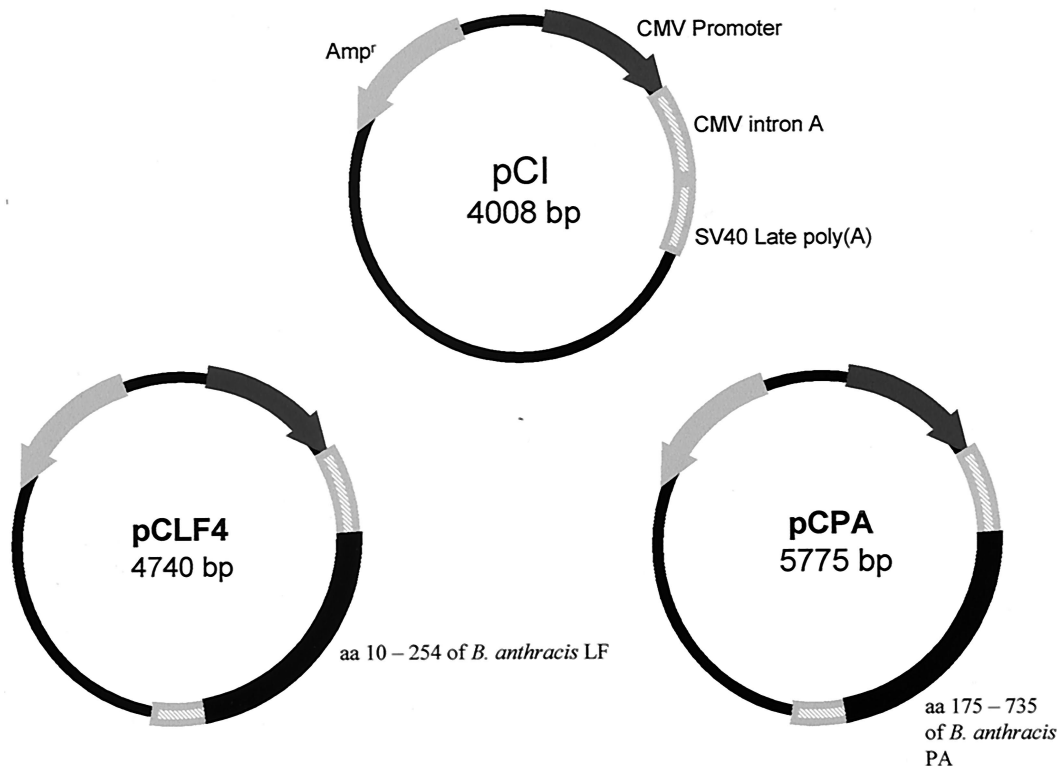 CMV Promoter
Ampʳ
CMV intron A
pCI
4008 bp
SV40 Late poly(A)
pCLF4
4740 bp
aa 10 – 254 of B. anthracis LF
pCPA
5775 bp
aa 175 – 735
of B. anthracis
PA